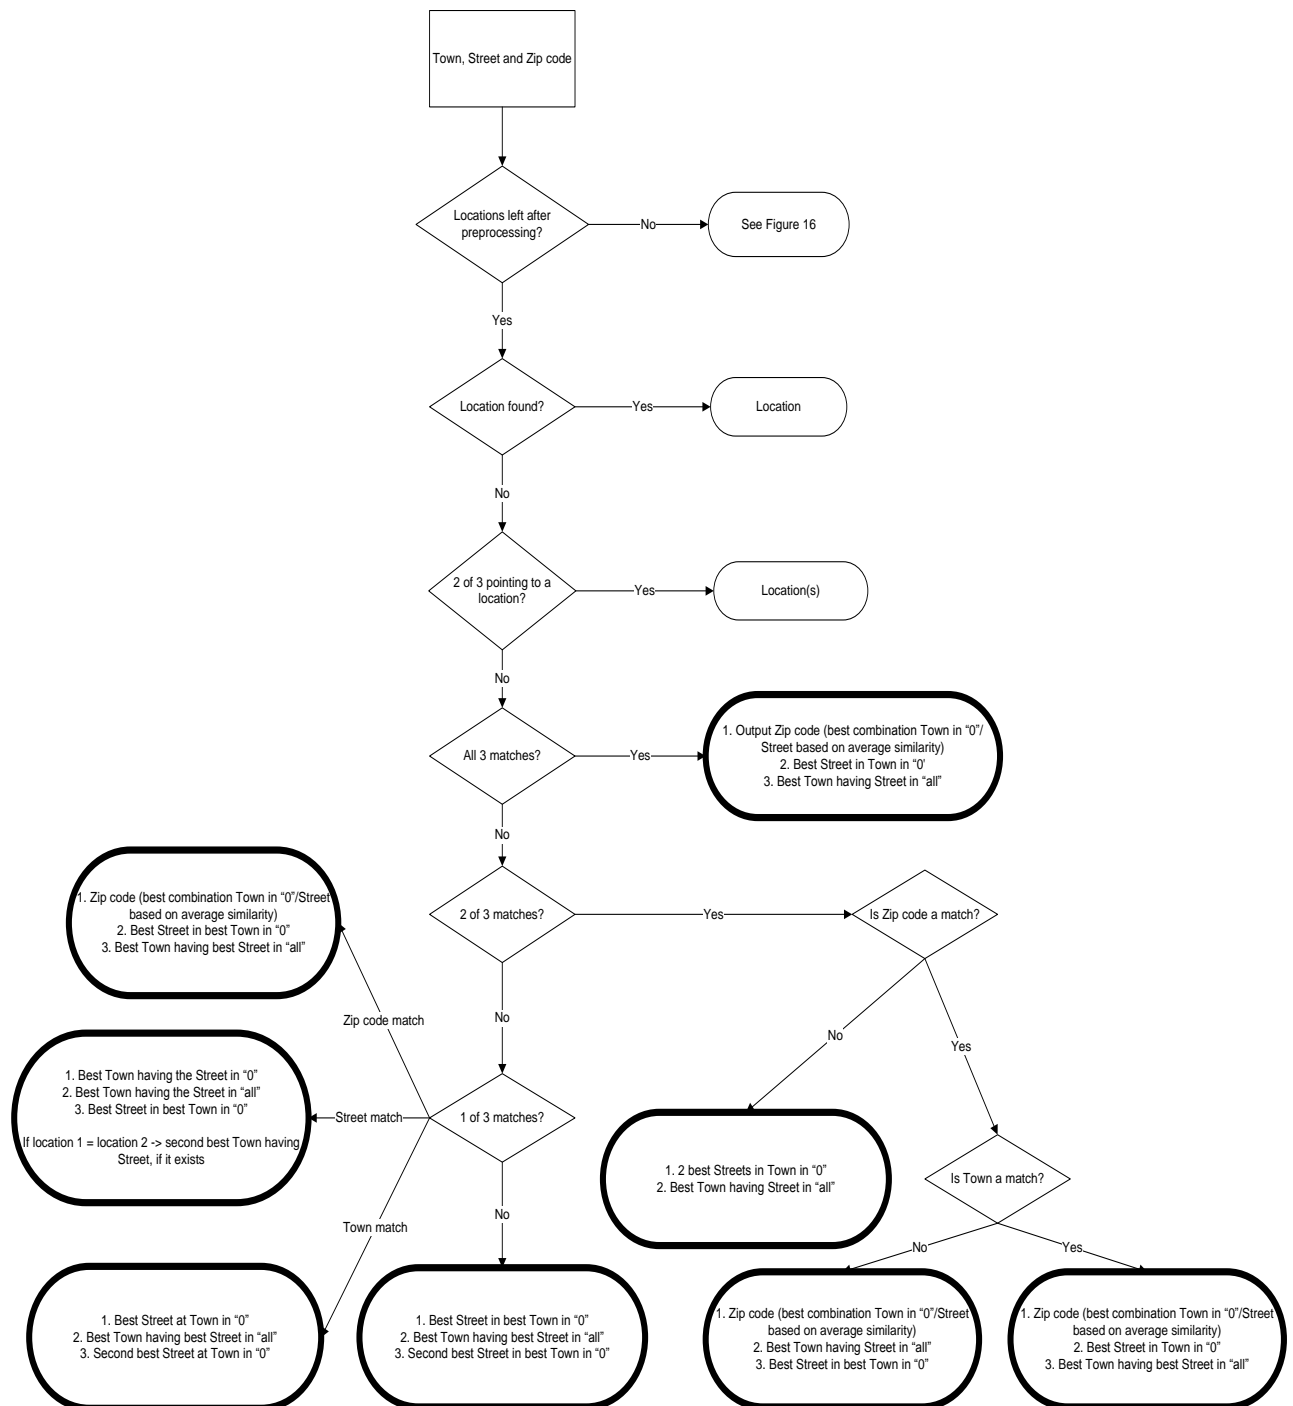 Town, Street and Zip code
Locations left after
preprocessing?
No
See Figure 16
Yes
Location found?
Yes
Location
No
2 of 3 pointing to a
location?
Yes
Location(s)
No
All 3 matches?
Yes
1. Output Zip code (best combination Town in “0”/
Street based on average similarity)
2. Best Street in Town in “0'
3. Best Town having Street in “all”
No
2 of 3 matches?
Yes
Is Zip code a match?
1. Zip code (best combination Town in “0”/Street
based on average similarity)
2. Best Street in best Town in “0”
3. Best Town having best Street in “all”
No
Zip code match
No
Yes
1. Best Town having the Street in “0”
2. Best Town having the Street in “all”
3. Best Street in best Town in “0”
If location 1 = location 2 -> second best Town having
Street, if it exists
Street match
1 of 3 matches?
1. 2 best Streets in Town in “0”
2. Best Town having Street in “all”
Is Town a match?
Town match
No
No
Yes
1. Best Street at Town in “0”
2. Best Town having best Street in “all”
3. Second best Street at Town in “0”
1. Best Street in best Town in “0”
2. Best Town having best Street in “all”
3. Second best Street in best Town in “0”
1. Zip code (best combination Town in “0”/Street
based on average similarity)
2. Best Town having Street in “all”
3. Best Street in best Town in “0”
1. Zip code (best combination Town in “0”/Street
based on average similarity)
2. Best Street in Town in “0”
3. Best Town having best Street in “all”